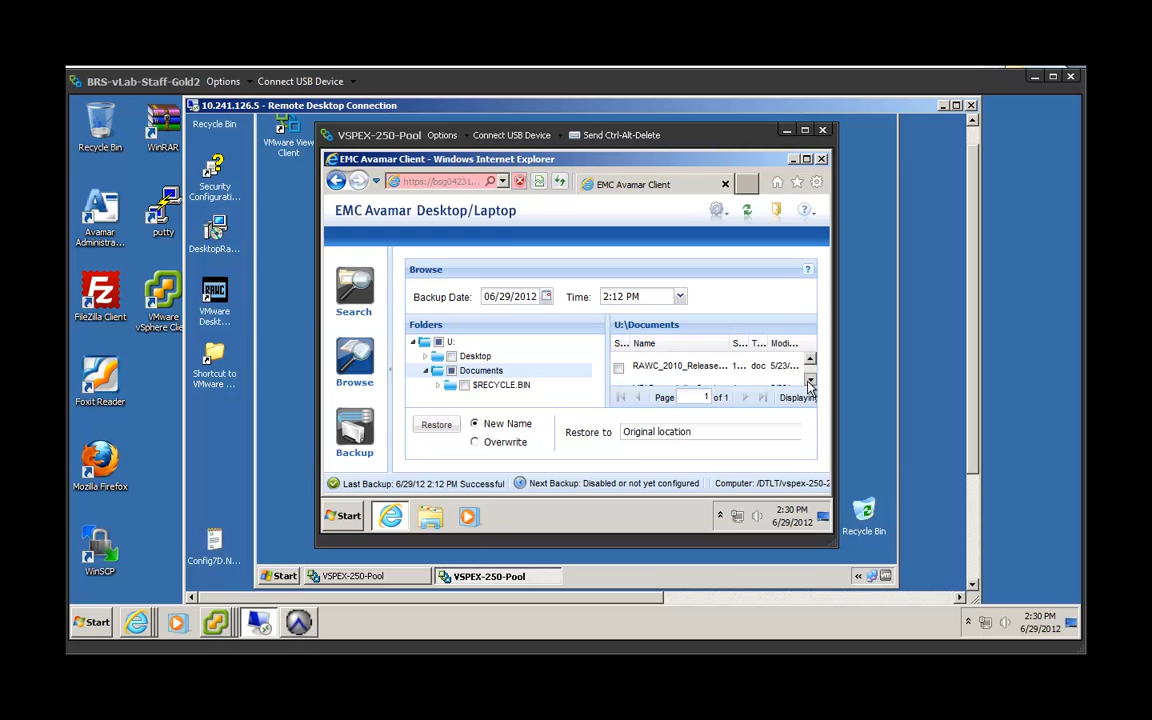 BRS-vLab-Staff-Gold2 Options Connect USB Device
10.241.126.5 - Remote Desktop Connection
Recycle Bin
WinRAR
Avamar
Administra...
putty
FileZilla Client
VMware
vSphere Clie
Foxit Reader
Mozilla Firefox
WinSCP
Recycle Bin
Security
Configurati...
DesktopRa...
VMware
Deskt...
Shortcut to
VMware ...
Config7D.N...
VMware View
Client
VSPEX-250-Pool Options Connect USB Device Send Ctrl-Alt-Delete
EMC Avamar Client - Windows Internet Explorer
https://bsg04231...
EMC Avamar Client
EMC Avamar Desktop/Laptop
Search
Browse
Backup
Browse
Backup Date: 06/29/2012 Time: 2:12 PM
Folders
U:
Desktop
Documents
$RECYCLE.BIN
U:\Documents
S... Name S... T... Modi...
RAWC_2010_Release... 1... doc 5/23/...
Page 1 of 1 Displaying
Restore
New Name
Overwrite
Restore to Original location
Last Backup: 6/29/12 2:12 PM Successful Next Backup: Disabled or not yet configured Computer: /DTLT/vspex-250-2
Start
2:30 PM
6/29/2012
Recycle Bin
Start VSPEX-250-Pool VSPEX-250-Pool
Start
2:30 PM
6/29/2012